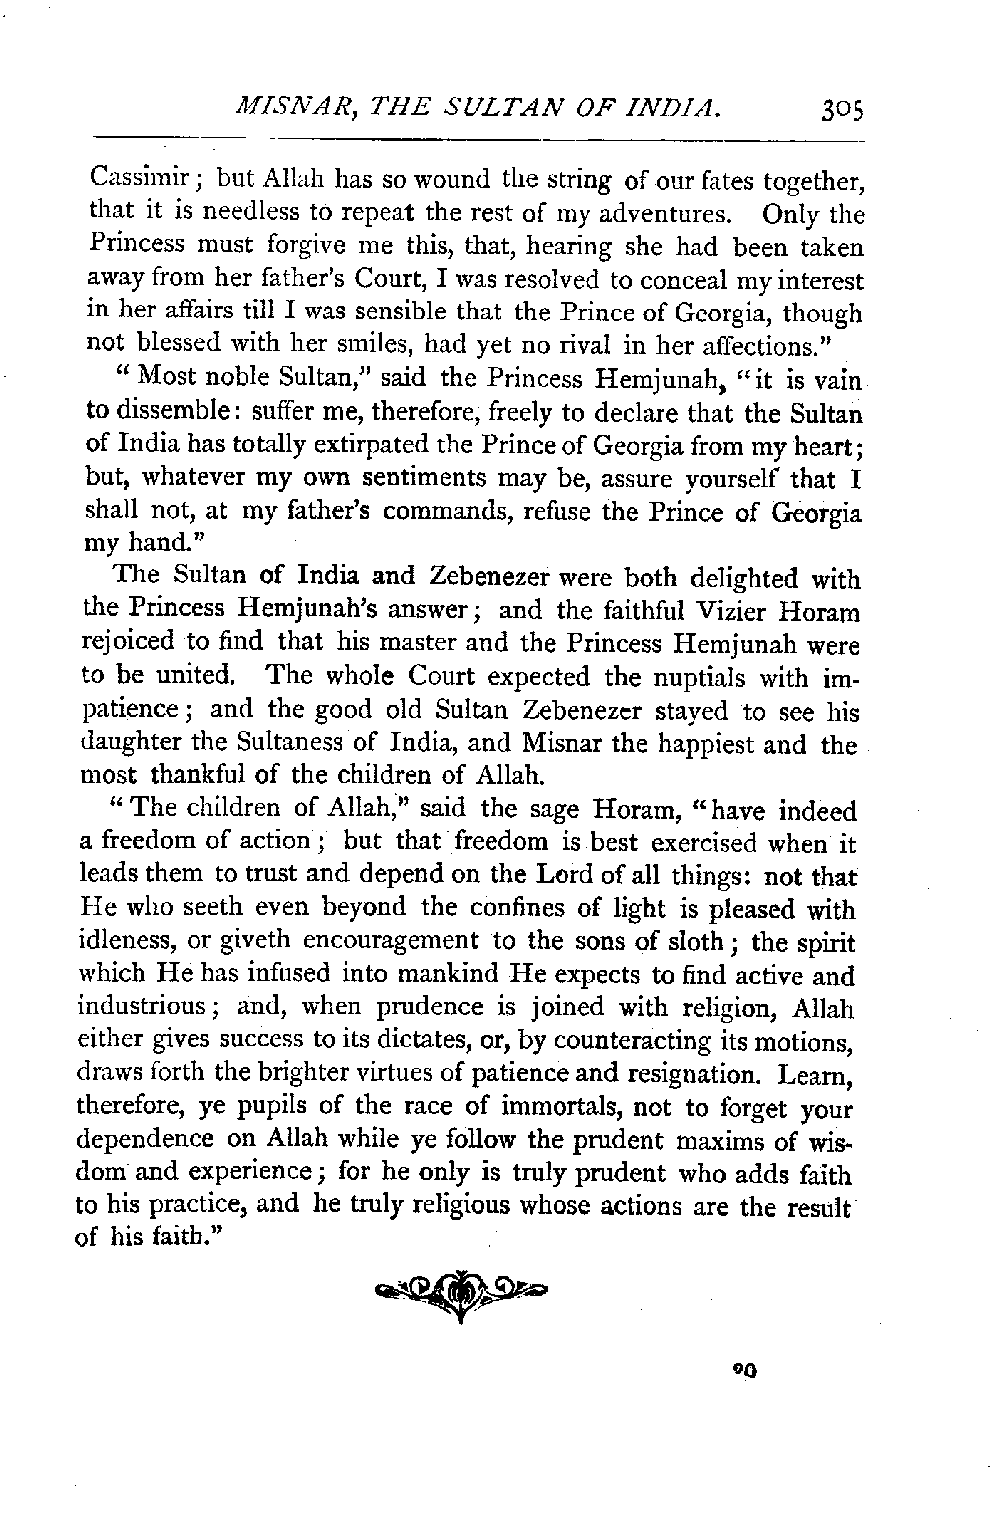 MISNAR, THE SULTAN OF INDIA. 305
Cassimir; but Allah has so wound the string of our fates together,
that it is needless to repeat the rest of my adventures. Only the
Princess must forgive me this, that, hearing she had been taken
away from her father's Court, I was resolved to conceal my interest
in her affairs till I was sensible that the Prince of Georgia, though
not blessed with her smiles, had yet no rival in her affections."
"Most noble Sultan," said the Princess Hemjunah, "it is vain
to dissemble: suffer me, therefore, freely to declare that the Sultan
of India has totally extirpated the Prince of Georgia from my heart;
but, whatever my own sentiments may be, assure yourself that I
shall not, at my father's commands, refuse the Prince of Georgia
my hand."
The Sultan of India and Zebenezer were both delighted with
the Princess Hemjunah's answer; and the faithful Vizier Horam
rejoiced to find that his master and the Princess Hemjunah were
to be united. The whole Court expected the nuptials with im-
patience; and the good old Sultan Zebenezer stayed to see his
daughter the Sultaness of India, and Misnar the happiest and the
most thankful of the children of Allah.
"The children of Allah," said the sage Horam, "have indeed
a freedom of action; but that freedom is best exercised when it
leads them to trust and depend on the Lord of all things: not that
He who seeth even beyond the confines of light is pleased with
idleness, or giveth encouragement to the sons of sloth; the spirit
which He has infused into mankind He expects to find active and
industrious; and, when prudence is joined with religion, Allah
either gives success to its dictates, or, by counteracting its motions,
draws forth the brighter virtues of patience and resignation. Learn,
therefore, ye pupils of the race of immortals, not to forget your
dependence on Allah while ye follow the prudent maxims of wis-
dom and experience; for he only is truly prudent who adds faith
to his practice, and he truly religious whose actions are the result
of his faith."